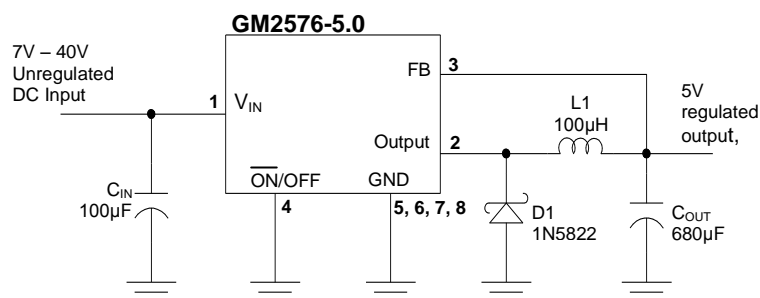 GM2576-5.0
7V – 40V
Unregulated
DC Input
1
VIN
FB
3
Output
2
L1
100µH
5V
regulated
output,
ON/OFF
GND
4
5, 6, 7, 8
CIN
100µF
D1
1N5822
COUT
680µF